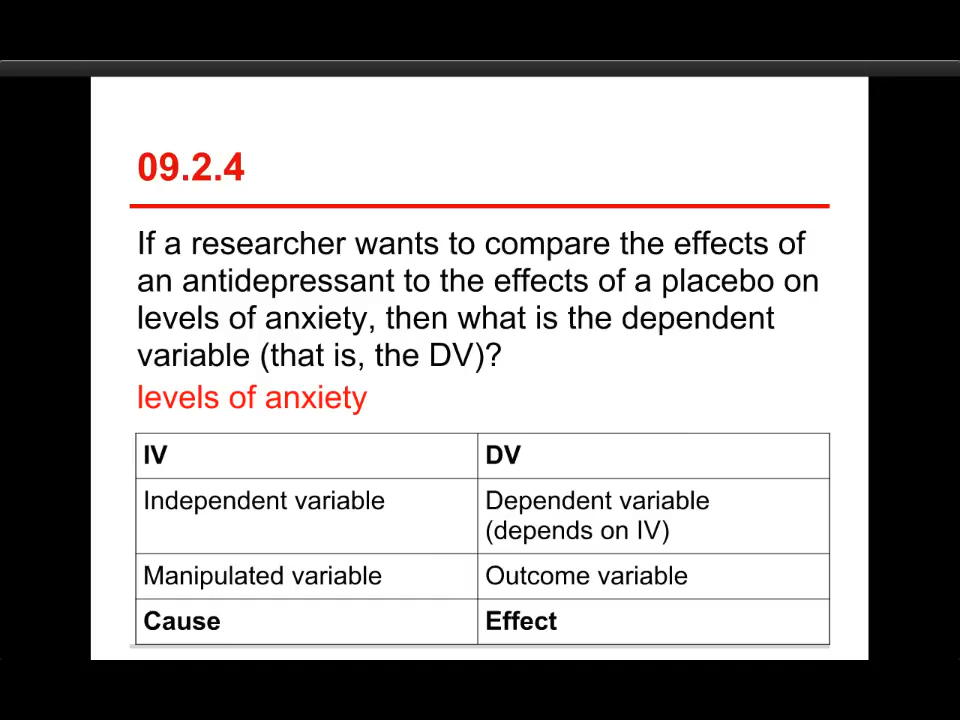 09.2.4
If a researcher wants to compare the effects of
an antidepressant to the effects of a placebo on
levels of anxiety, then what is the dependent
variable (that is, the DV)?
levels of anxiety
IV DV
Independent variable Dependent variable
(depends on IV)
Manipulated variable Outcome variable
Cause Effect